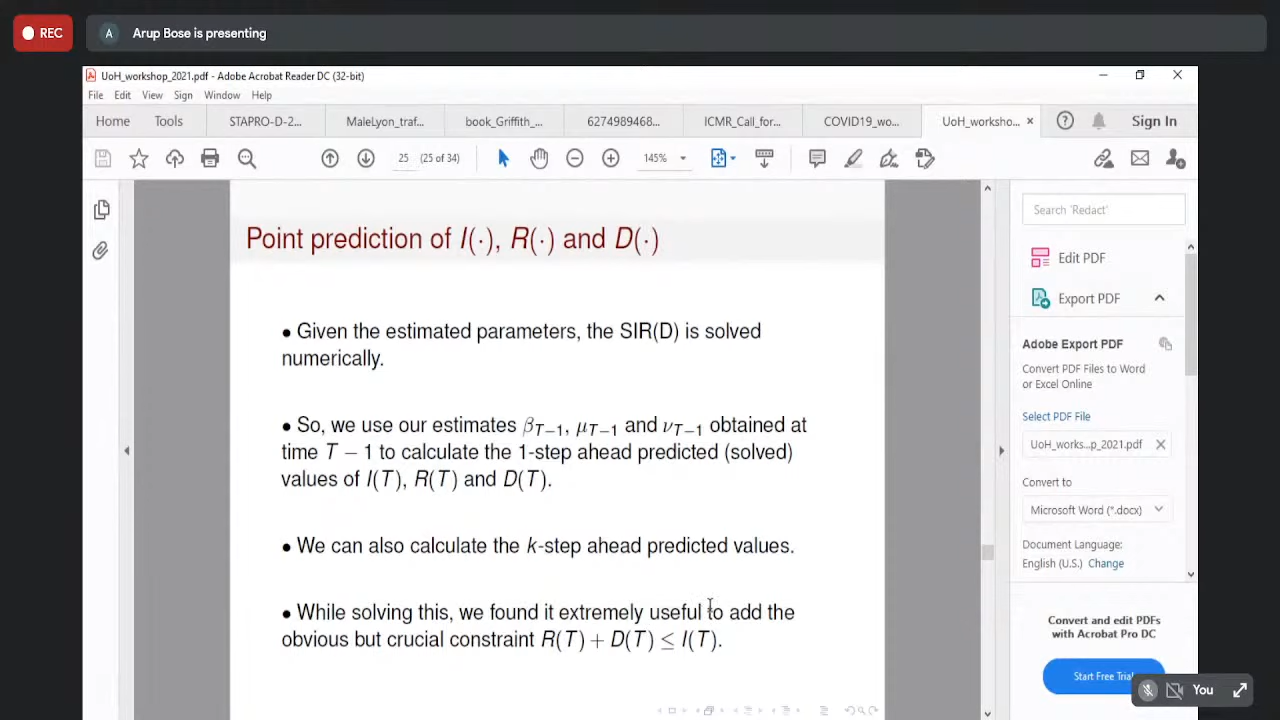 REC
A
Arup Bose is presenting
UoH_workshop_2021.pdf - Adobe Acrobat Reader DC (32-bit)
File Edit View Sign Window Help
Home Tools STAPRO-D-2... MaleLyon_traf... book_Griffith_... 6274989468... ICMR_Call_for... COVID19_wo... UoH_worksho... × Sign In
25 (25 of 34) 145%
Point prediction of I(·), R(·) and D(·)
• Given the estimated parameters, the SIR(D) is solved
numerically.
• So, we use our estimates β_{T−1}, μ_{T−1} and ν_{T−1} obtained at
time T − 1 to calculate the 1-step ahead predicted (solved)
values of I(T), R(T) and D(T).
• We can also calculate the k-step ahead predicted values.
• While solving this, we found it extremely useful to add the
obvious but crucial constraint R(T) + D(T) ≤ I(T).
Search 'Redact'
Edit PDF
Export PDF
Adobe Export PDF
Convert PDF Files to Word
or Excel Online
Select PDF File
UoH_works...p_2021.pdf
Convert to
Microsoft Word (*.docx)
Document Language:
English (U.S.) Change
Convert and edit PDFs
with Acrobat Pro DC
Start Free Trial
You